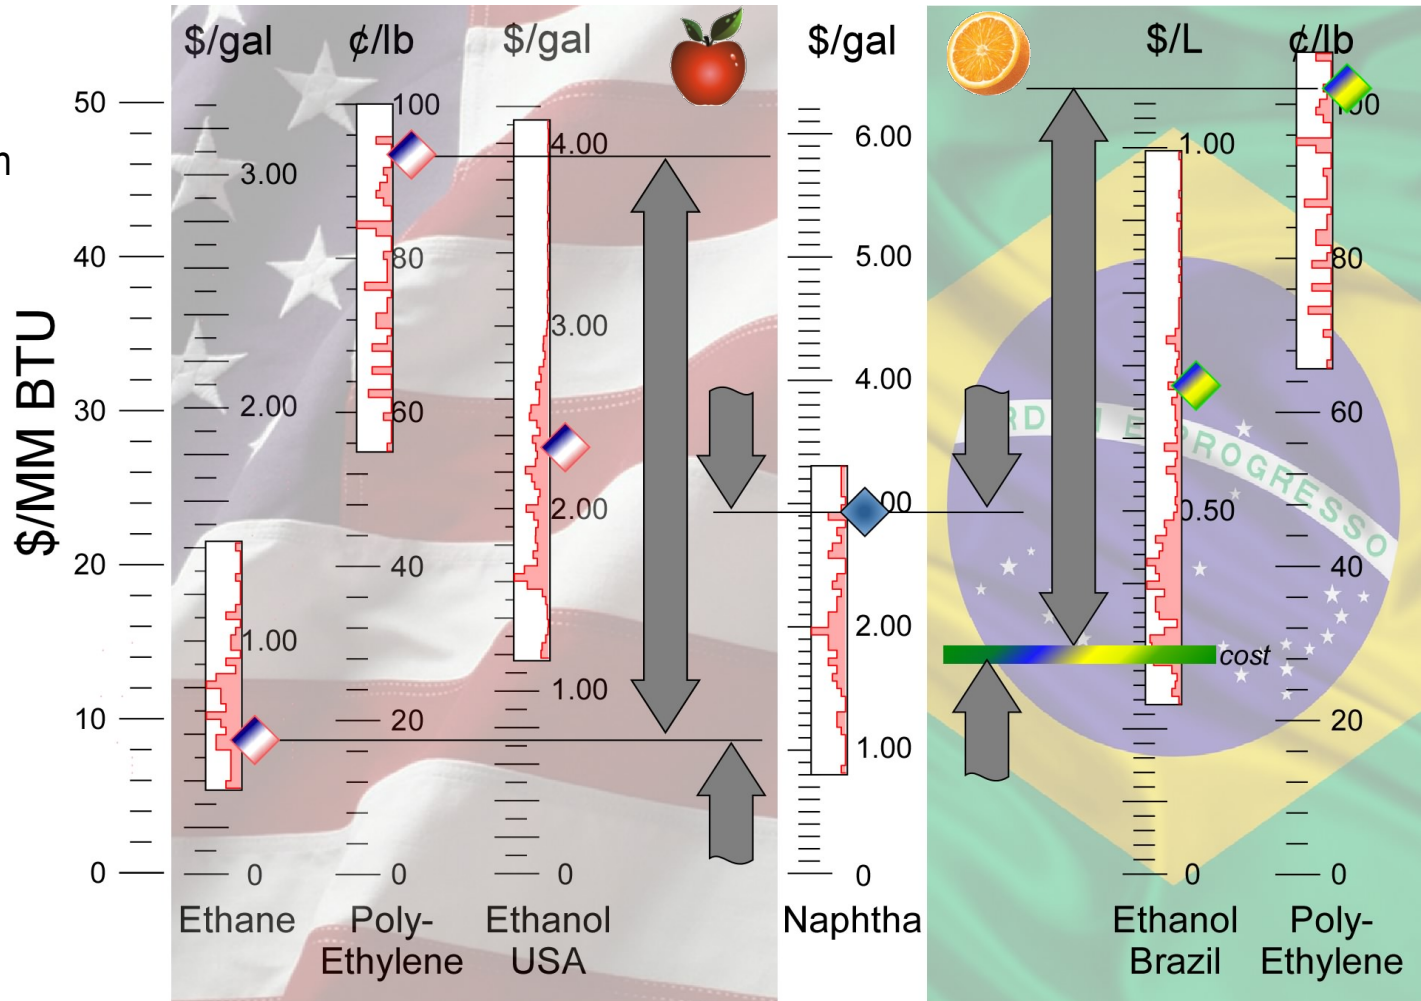 $/gal
¢/lb
$/gal
$/gal
$/L
¢/lb
$/MM BTU
50
40
30
20
10
0
3.00
2.00
1.00
0
100
80
60
40
20
0
4.00
3.00
2.00
1.00
0
6.00
5.00
4.00
00
2.00
1.00
0
1.00
0.50
0
100
80
60
40
20
0
RD
E
PROGRESSO
cost
Ethane
Poly-
Ethylene
Ethanol
USA
Naphtha
Ethanol
Brazil
Poly-
Ethylene